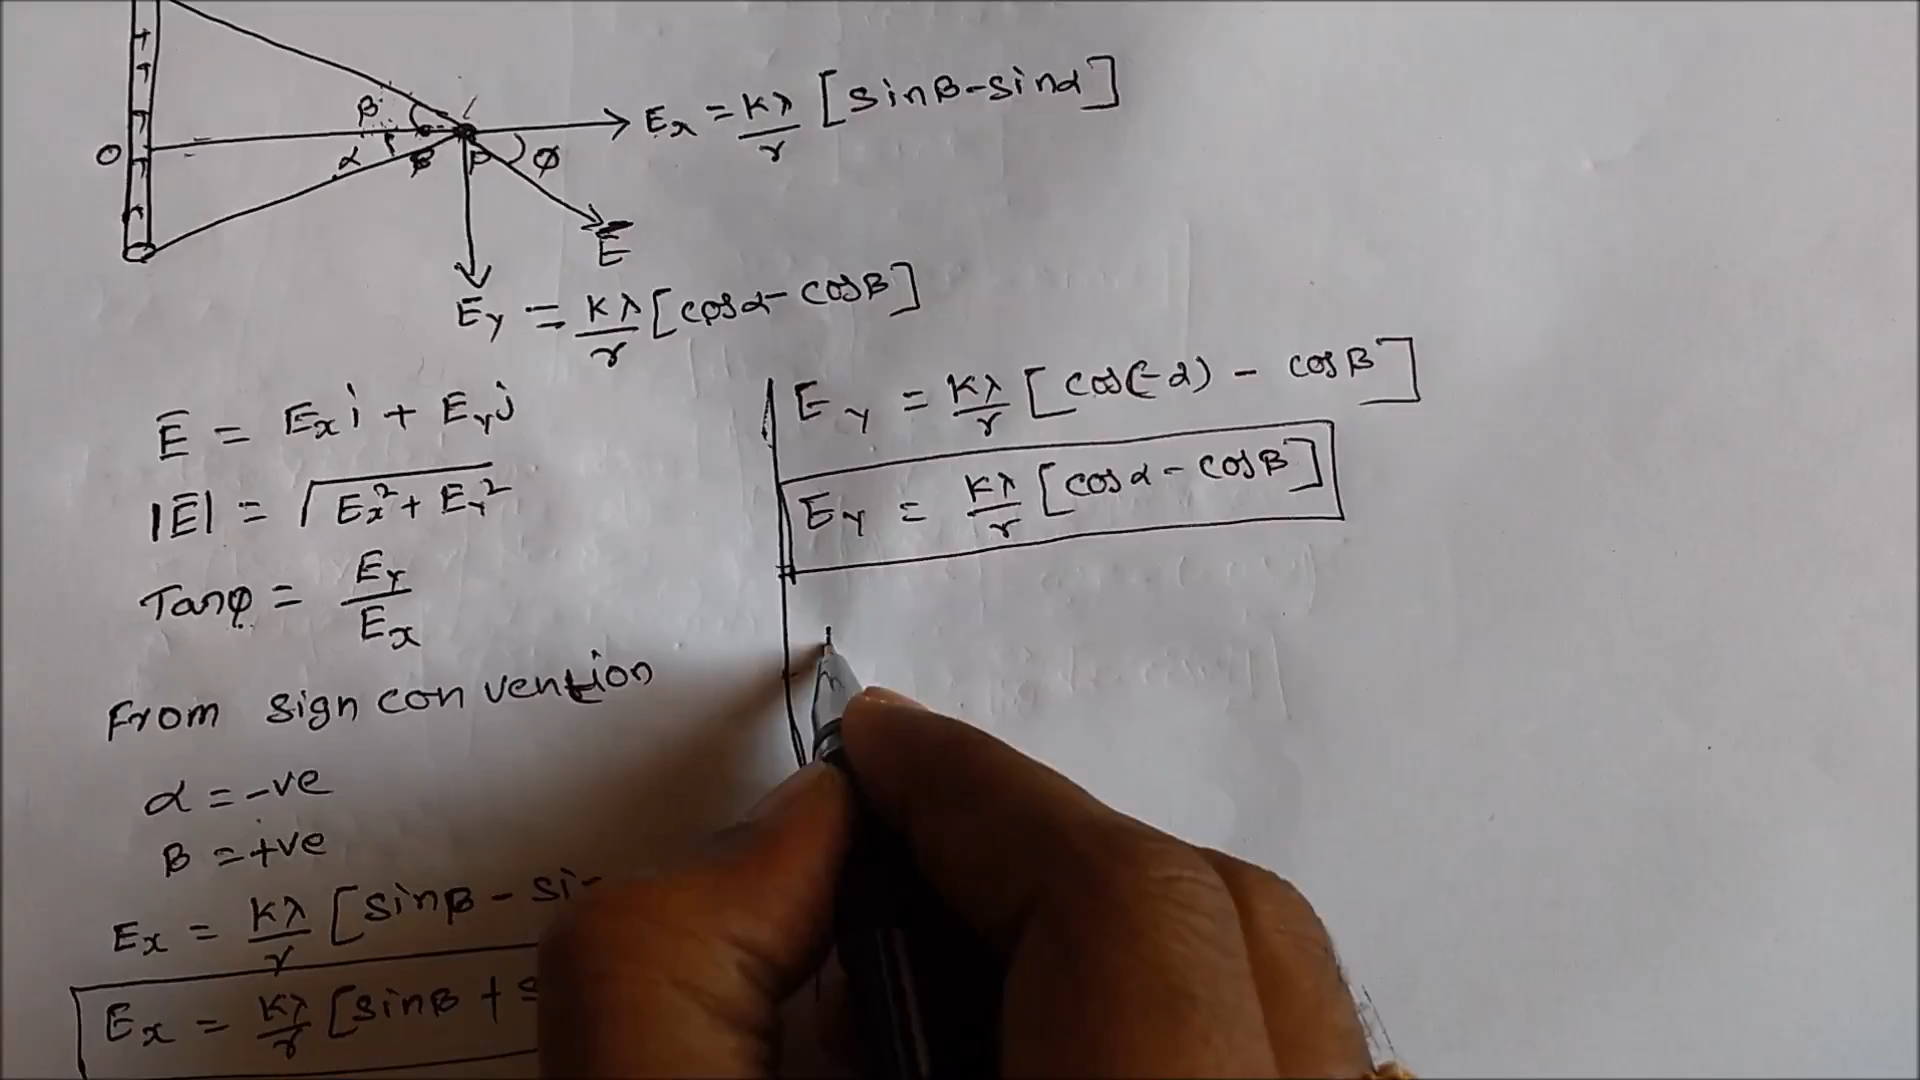 β
O
α
P
Ø
Ex = Kλ/r [sinβ-sinα]
E
Ey = Kλ/r [cosα-cosβ]
Ē = Exi + Eyj
|Ē| = √Ex²+Ey²
Tanφ = Ey/Ex
From sign convention
α = -ve
β = +ve
Ex = Kλ/r [sinβ -
Ex = Kλ/r [sinβ +
Ey = Kλ/r [cos(-α) - cosβ]
Ey = Kλ/r [cosα - cosβ]